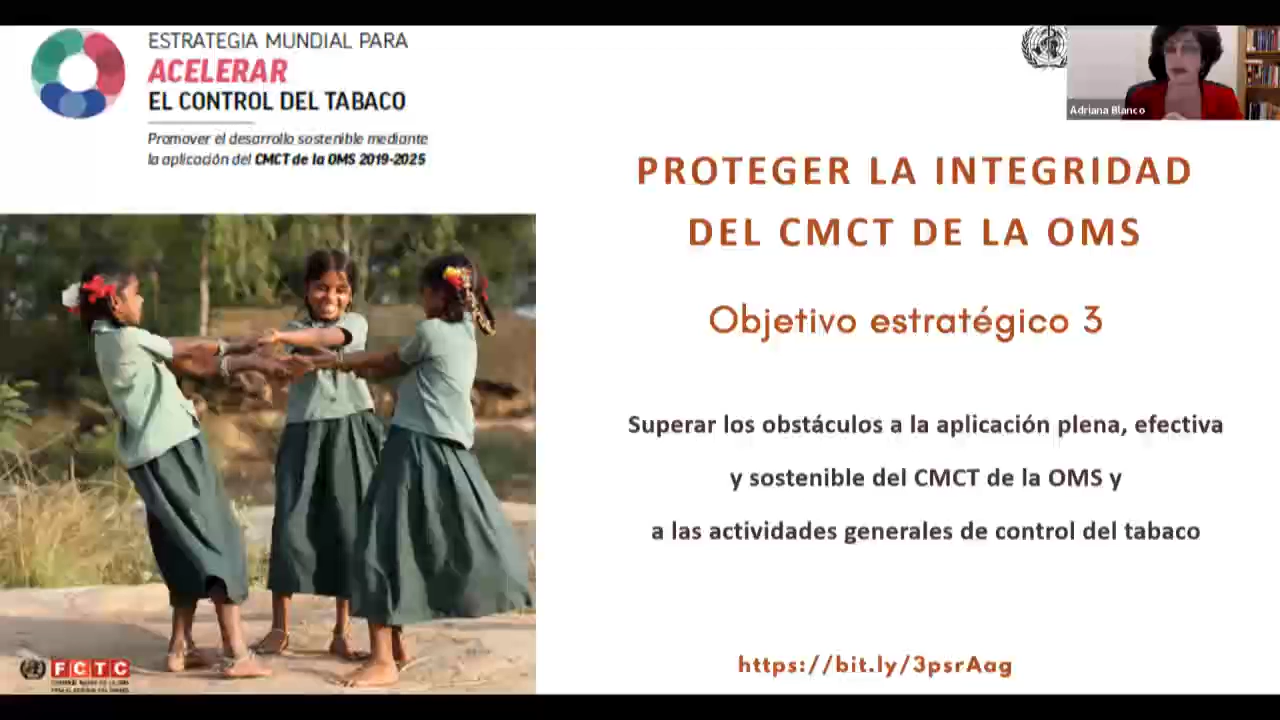 ESTRATEGIA MUNDIAL PARA
ACELERAR
EL CONTROL DEL TABACO
Promover el desarrollo sostenible mediante
la aplicación del CMCT de la OMS 2019-2025
Adriana Blanco
PROTEGER LA INTEGRIDAD
DEL CMCT DE LA OMS
Objetivo estratégico 3
Superar los obstáculos a la aplicación plena, efectiva
y sostenible del CMCT de la OMS y
a las actividades generales de control del tabaco
https://bit.ly/3psrAag
FCTC